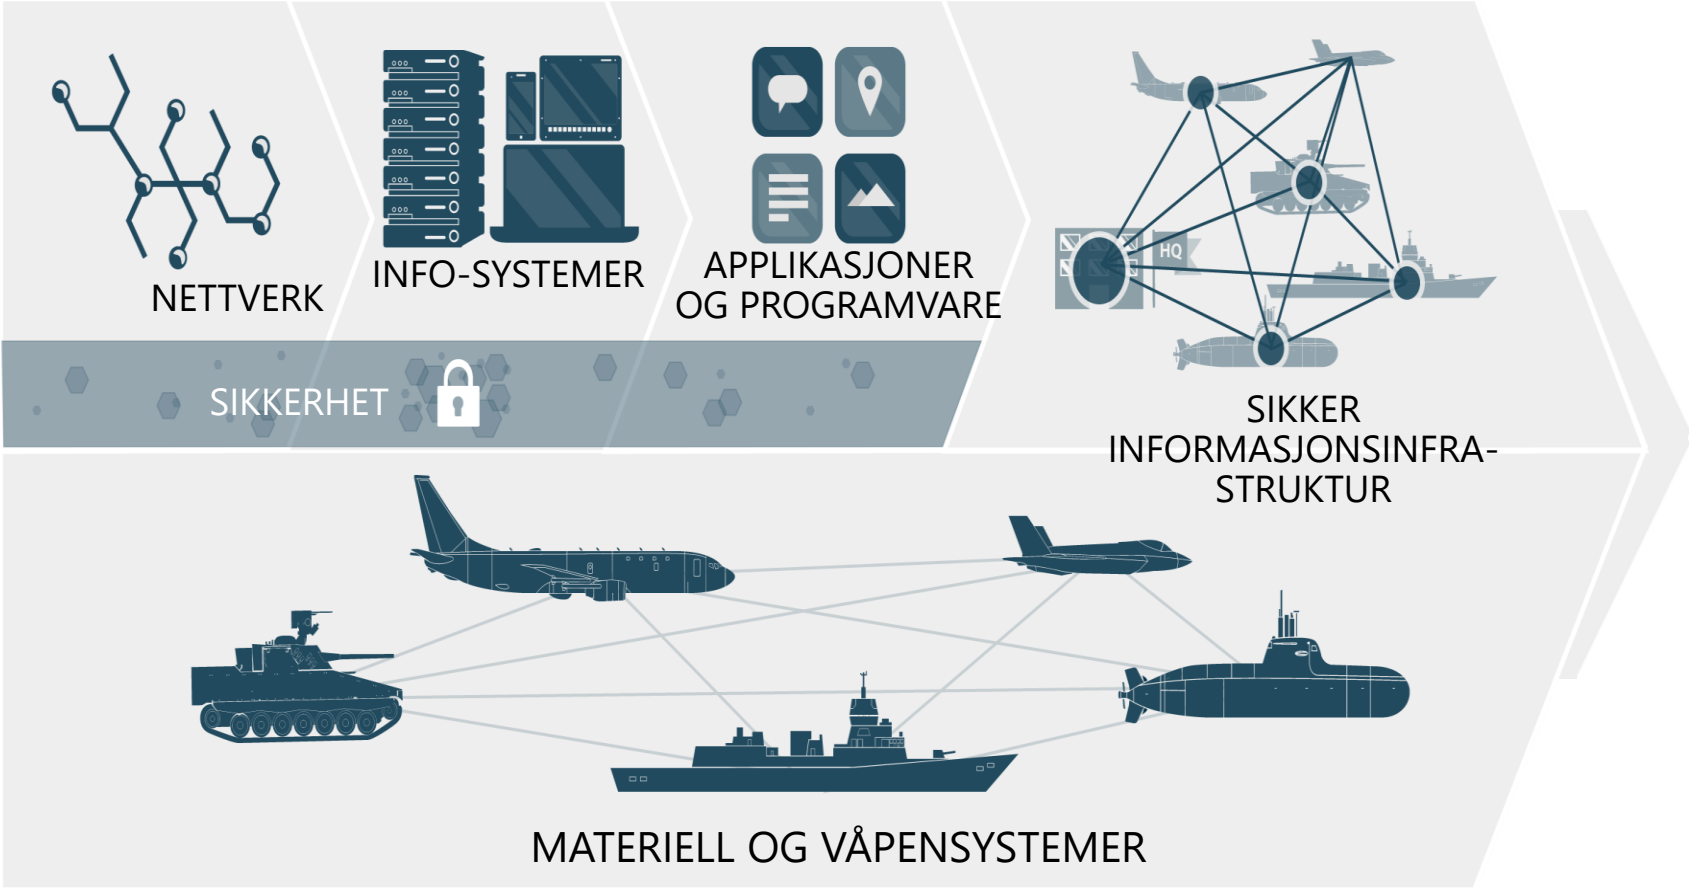 NETTVERK
INFO-SYSTEMER
APPLIKASJONER
OG PROGRAMVARE
HQ
SIKKERHET
SIKKER
INFORMASJONSINFRA-
STRUKTUR
MATERIELL OG VÅPENSYSTEMER